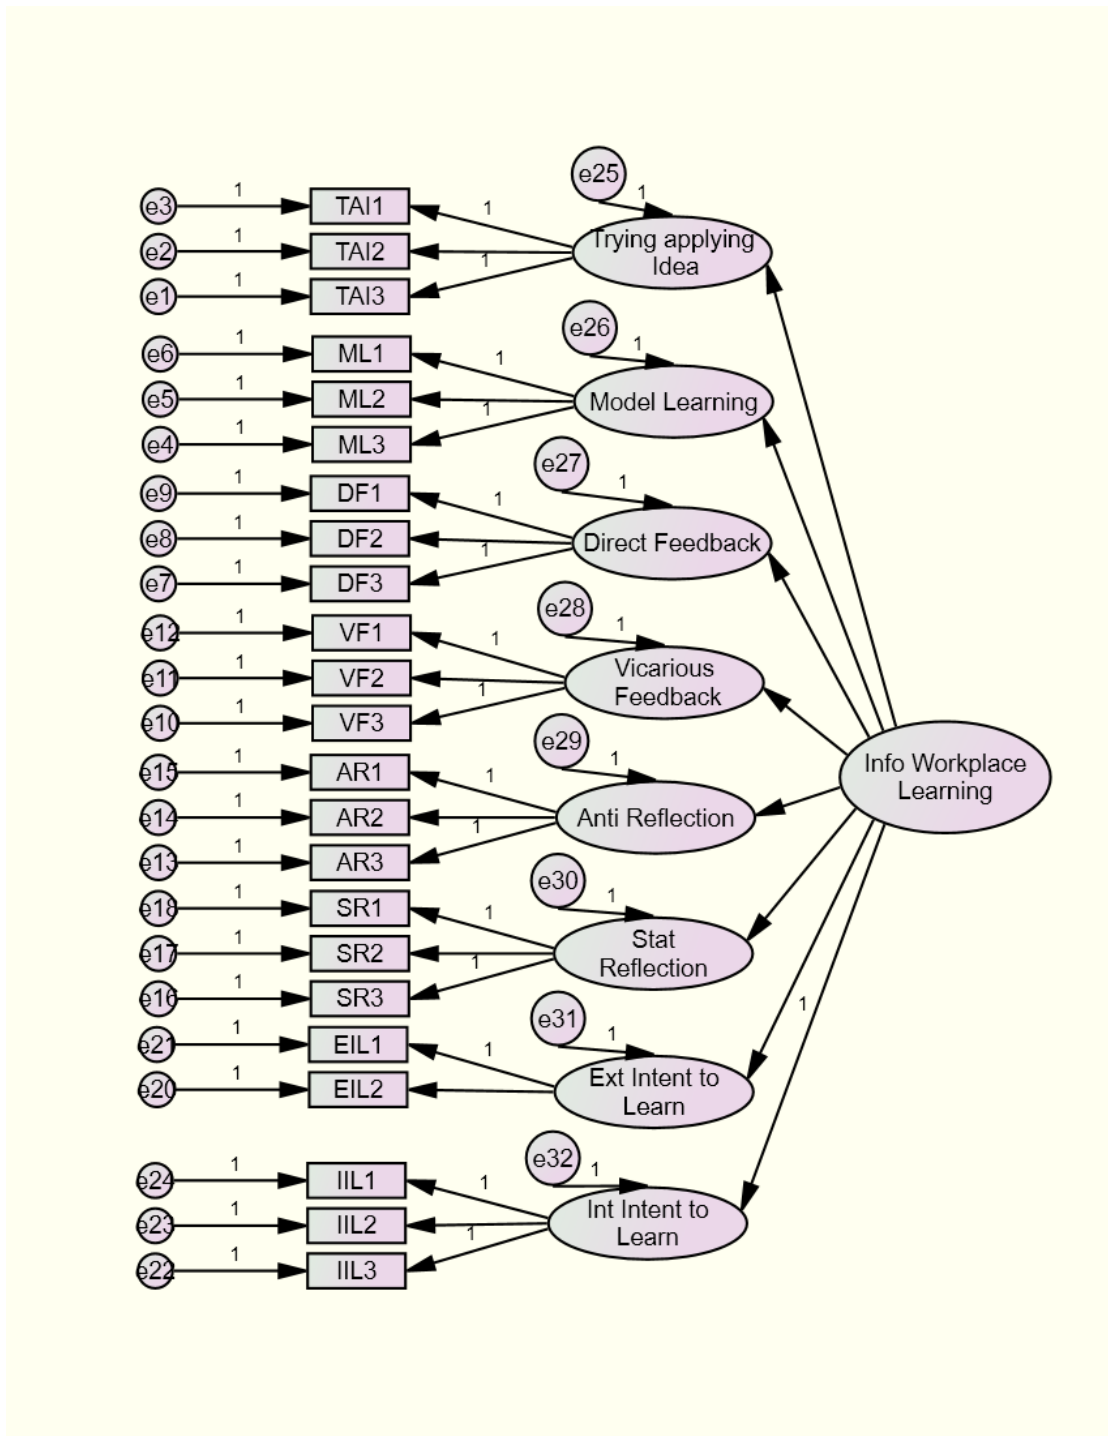 e25
1
e3
1
TAI1
1
Trying applying
Idea
e2
1
TAI2
1
e1
1
TAI3
e26
1
e6
1
ML1
1
Model Learning
e5
1
ML2
1
e4
1
ML3
e27
1
e9
1
DF1
1
Direct Feedback
e8
1
DF2
1
e7
1
DF3
e28
1
e12
1
VF1
1
Vicarious
Feedback
e11
1
VF2
1
e10
1
VF3
e29
1
e15
1
AR1
1
Anti Reflection
e14
1
AR2
1
e13
1
AR3
Info Workplace
Learning
e30
1
e18
1
SR1
1
Stat
Reflection
e17
1
SR2
1
e16
1
SR3
e31
1
1
e21
1
EIL1
1
Ext Intent to
Learn
e20
1
EIL2
e32
1
e24
1
IIL1
1
Int Intent to
Learn
e23
1
IIL2
1
e22
1
IIL3